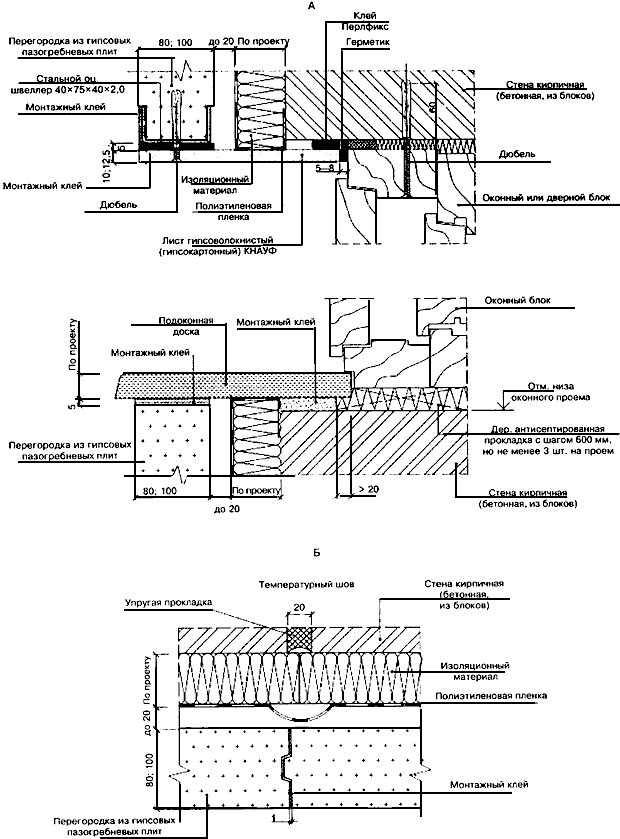 А
Клей
Перлфикс
Герметик
Перегородка из гипсовых
пазогребневых плит
80; 100
до 20
По проекту
Стальной оц.
швеллер 40×75×40×2,0
Монтажный клей
Стена кирпичная
(бетонная, из блоков)
60
5
10; 12,5
5–8
Дюбель
Монтажный клей
Изоляционный
материал
Дюбель
Полиэтиленовая
пленка
Оконный или дверной блок
Лист гипсоволокнистый
(гипсокартонный) КНАУФ
Оконный блок
По проекту
Подоконная
доска
Монтажный клей
Монтажный клей
5
Отм. низа
оконного проема
Дер. антисептированная
прокладка с шагом 600 мм,
но не менее 3 шт. на проем
Перегородка из гипсовых
пазогребневых плит
80; 100
По проекту
> 20
до 20
Стена кирпичная
(бетонная, из блоков)
Б
Температурный шов
20
Упругая прокладка
Стена кирпичная
(бетонная,
из блоков)
По проекту
Изоляционный
материал
Полиэтиленовая пленка
до 20
80; 100
Монтажный клей
1
Перегородка из гипсовых
пазогребневых плит